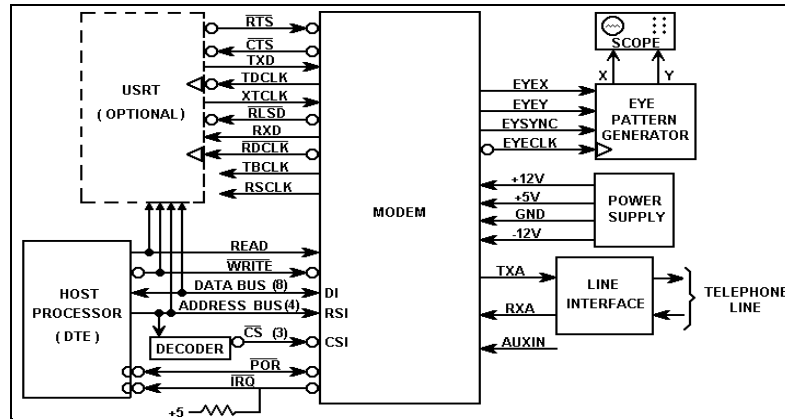 USRT
( OPTIONAL)
RTS
CTS
TXD
TDCLK
XTCLK
RLSD
RXD
RDCLK
TBCLK
RSCLK
MODEM
EYEX
EYEY
EYSYNC
EYECLK
SCOPE
X
Y
EYE
PATTERN
GENERATOR
+12V
+5V
GND
-12V
POWER
SUPPLY
HOST
PROCESSOR
( DTE )
READ
WRITE
DATA BUS (8)
DI
ADDRESS BUS(4)
RSI
DECODER
CS (3)
CSI
POR
IRQ
+5
TXA
RXA
AUXIN
LINE
INTERFACE
TELEPHONE
LINE